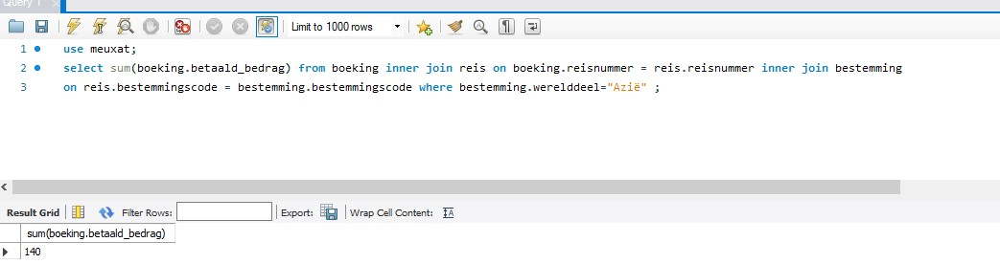 Query 1
Limit to 1000 rows
1 use meuxat;
2 select sum(boeking.betaald_bedrag) from boeking inner join reis on boeking.reisnummer = reis.reisnummer inner join bestemming
3 on reis.bestemmingscode = bestemming.bestemmingscode where bestemming.werelddeel="Azië" ;
Result Grid Filter Rows: Export: Wrap Cell Content: IA
sum(boeking.betaald_bedrag)
140